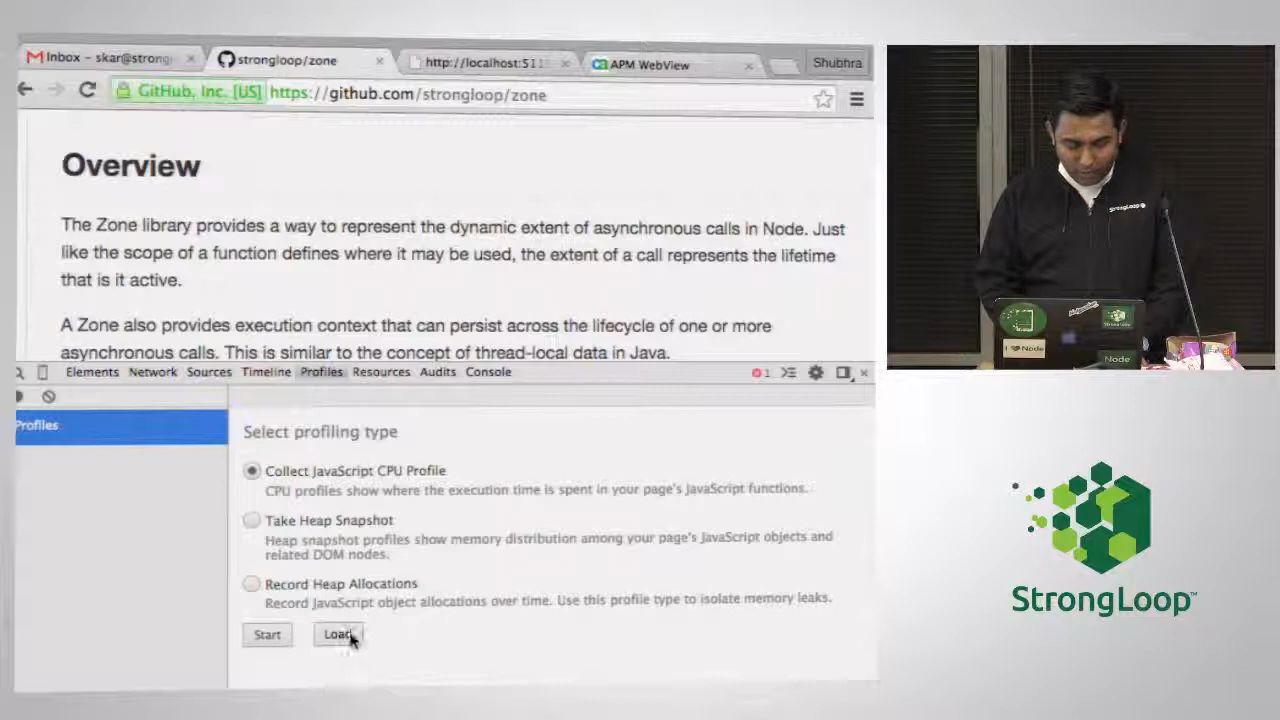 Inbox – skar@strong
strongloop/zone
http://localhost:511
APM WebView
Shubhra
GitHub, Inc. [US]
https://github.com/strongloop/zone
Overview
The Zone library provides a way to represent the dynamic extent of asynchronous calls in Node. Just
like the scope of a function defines where it may be used, the extent of a call represents the lifetime
that is it active.
A Zone also provides execution context that can persist across the lifecycle of one or more
asynchronous calls. This is similar to the concept of thread-local data in Java.
Elements Network Sources Timeline Profiles Resources Audits Console
1
Profiles
Select profiling type
Collect JavaScript CPU Profile
CPU profiles show where the execution time is spent in your page's JavaScript functions.
Take Heap Snapshot
Heap snapshot profiles show memory distribution among your page's JavaScript objects and
related DOM nodes.
Record Heap Allocations
Record JavaScript object allocations over time. Use this profile type to isolate memory leaks.
Start
Load
StrongLoop
I Node
Node
StrongLoop™